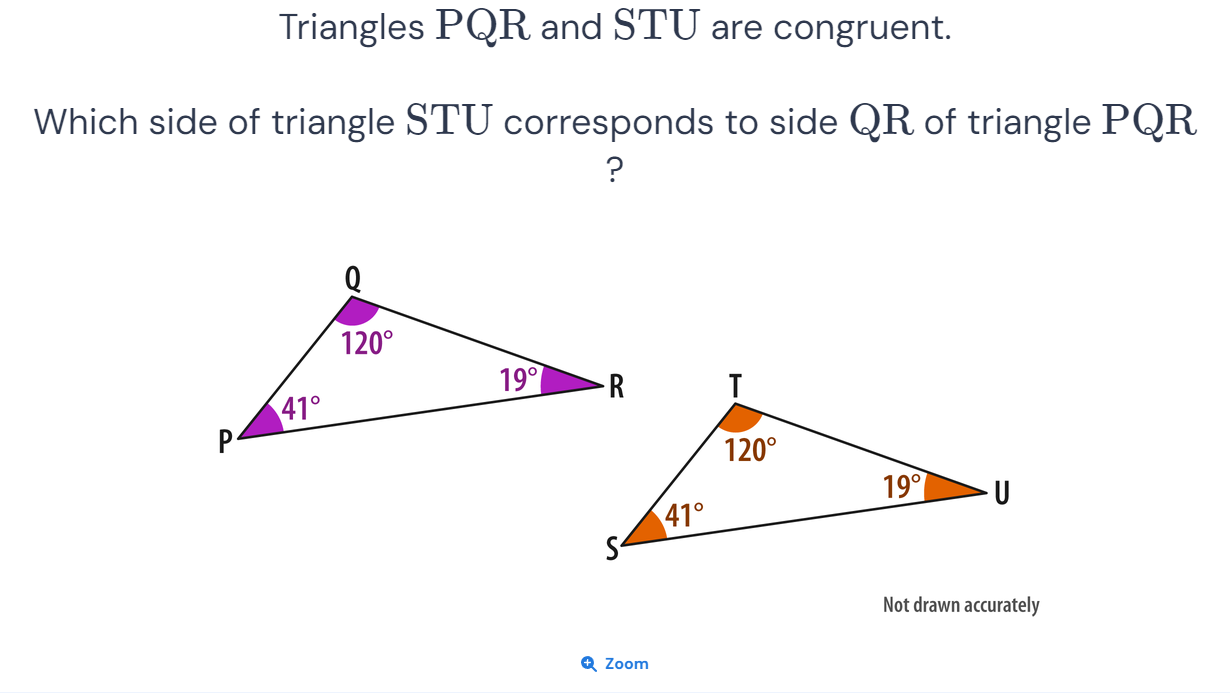 Triangles PQR and STU are congruent.
Which side of triangle STU corresponds to side QR of triangle PQR
?
Q
120°
19°
R
41°
P
T
120°
19°
U
41°
S
Not drawn accurately
Zoom